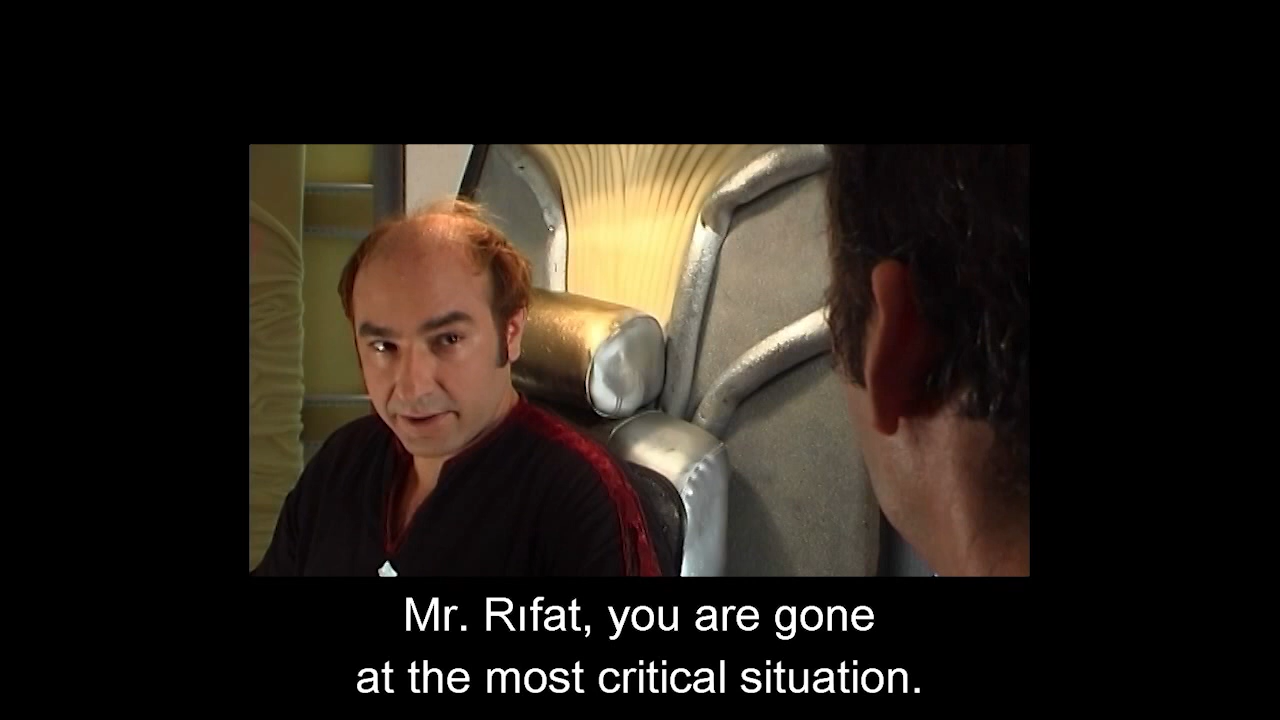 Mr. Rıfat, you are gone
at the most critical situation.